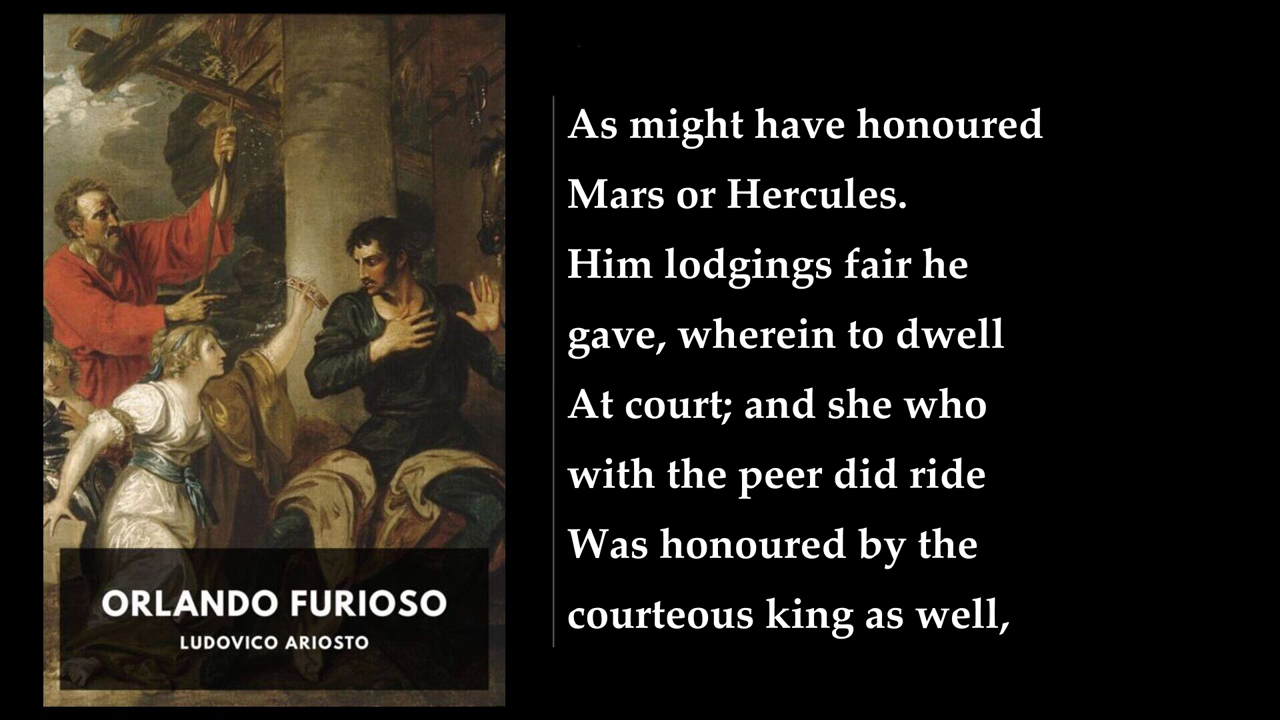 ORLANDO FURIOSO
LUDOVICO ARIOSTO
As might have honoured
Mars or Hercules.
Him lodgings fair he
gave, wherein to dwell
At court; and she who
with the peer did ride
Was honoured by the
courteous king as well,